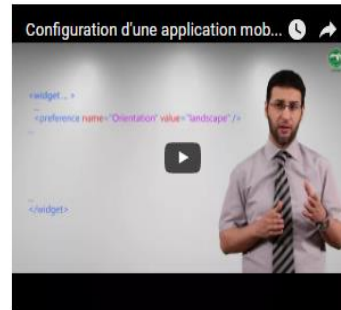 Configuration d'une application mob...
<widget ... >
...
<preference name="Orientation" value="landscape" />
...
...
</widget>